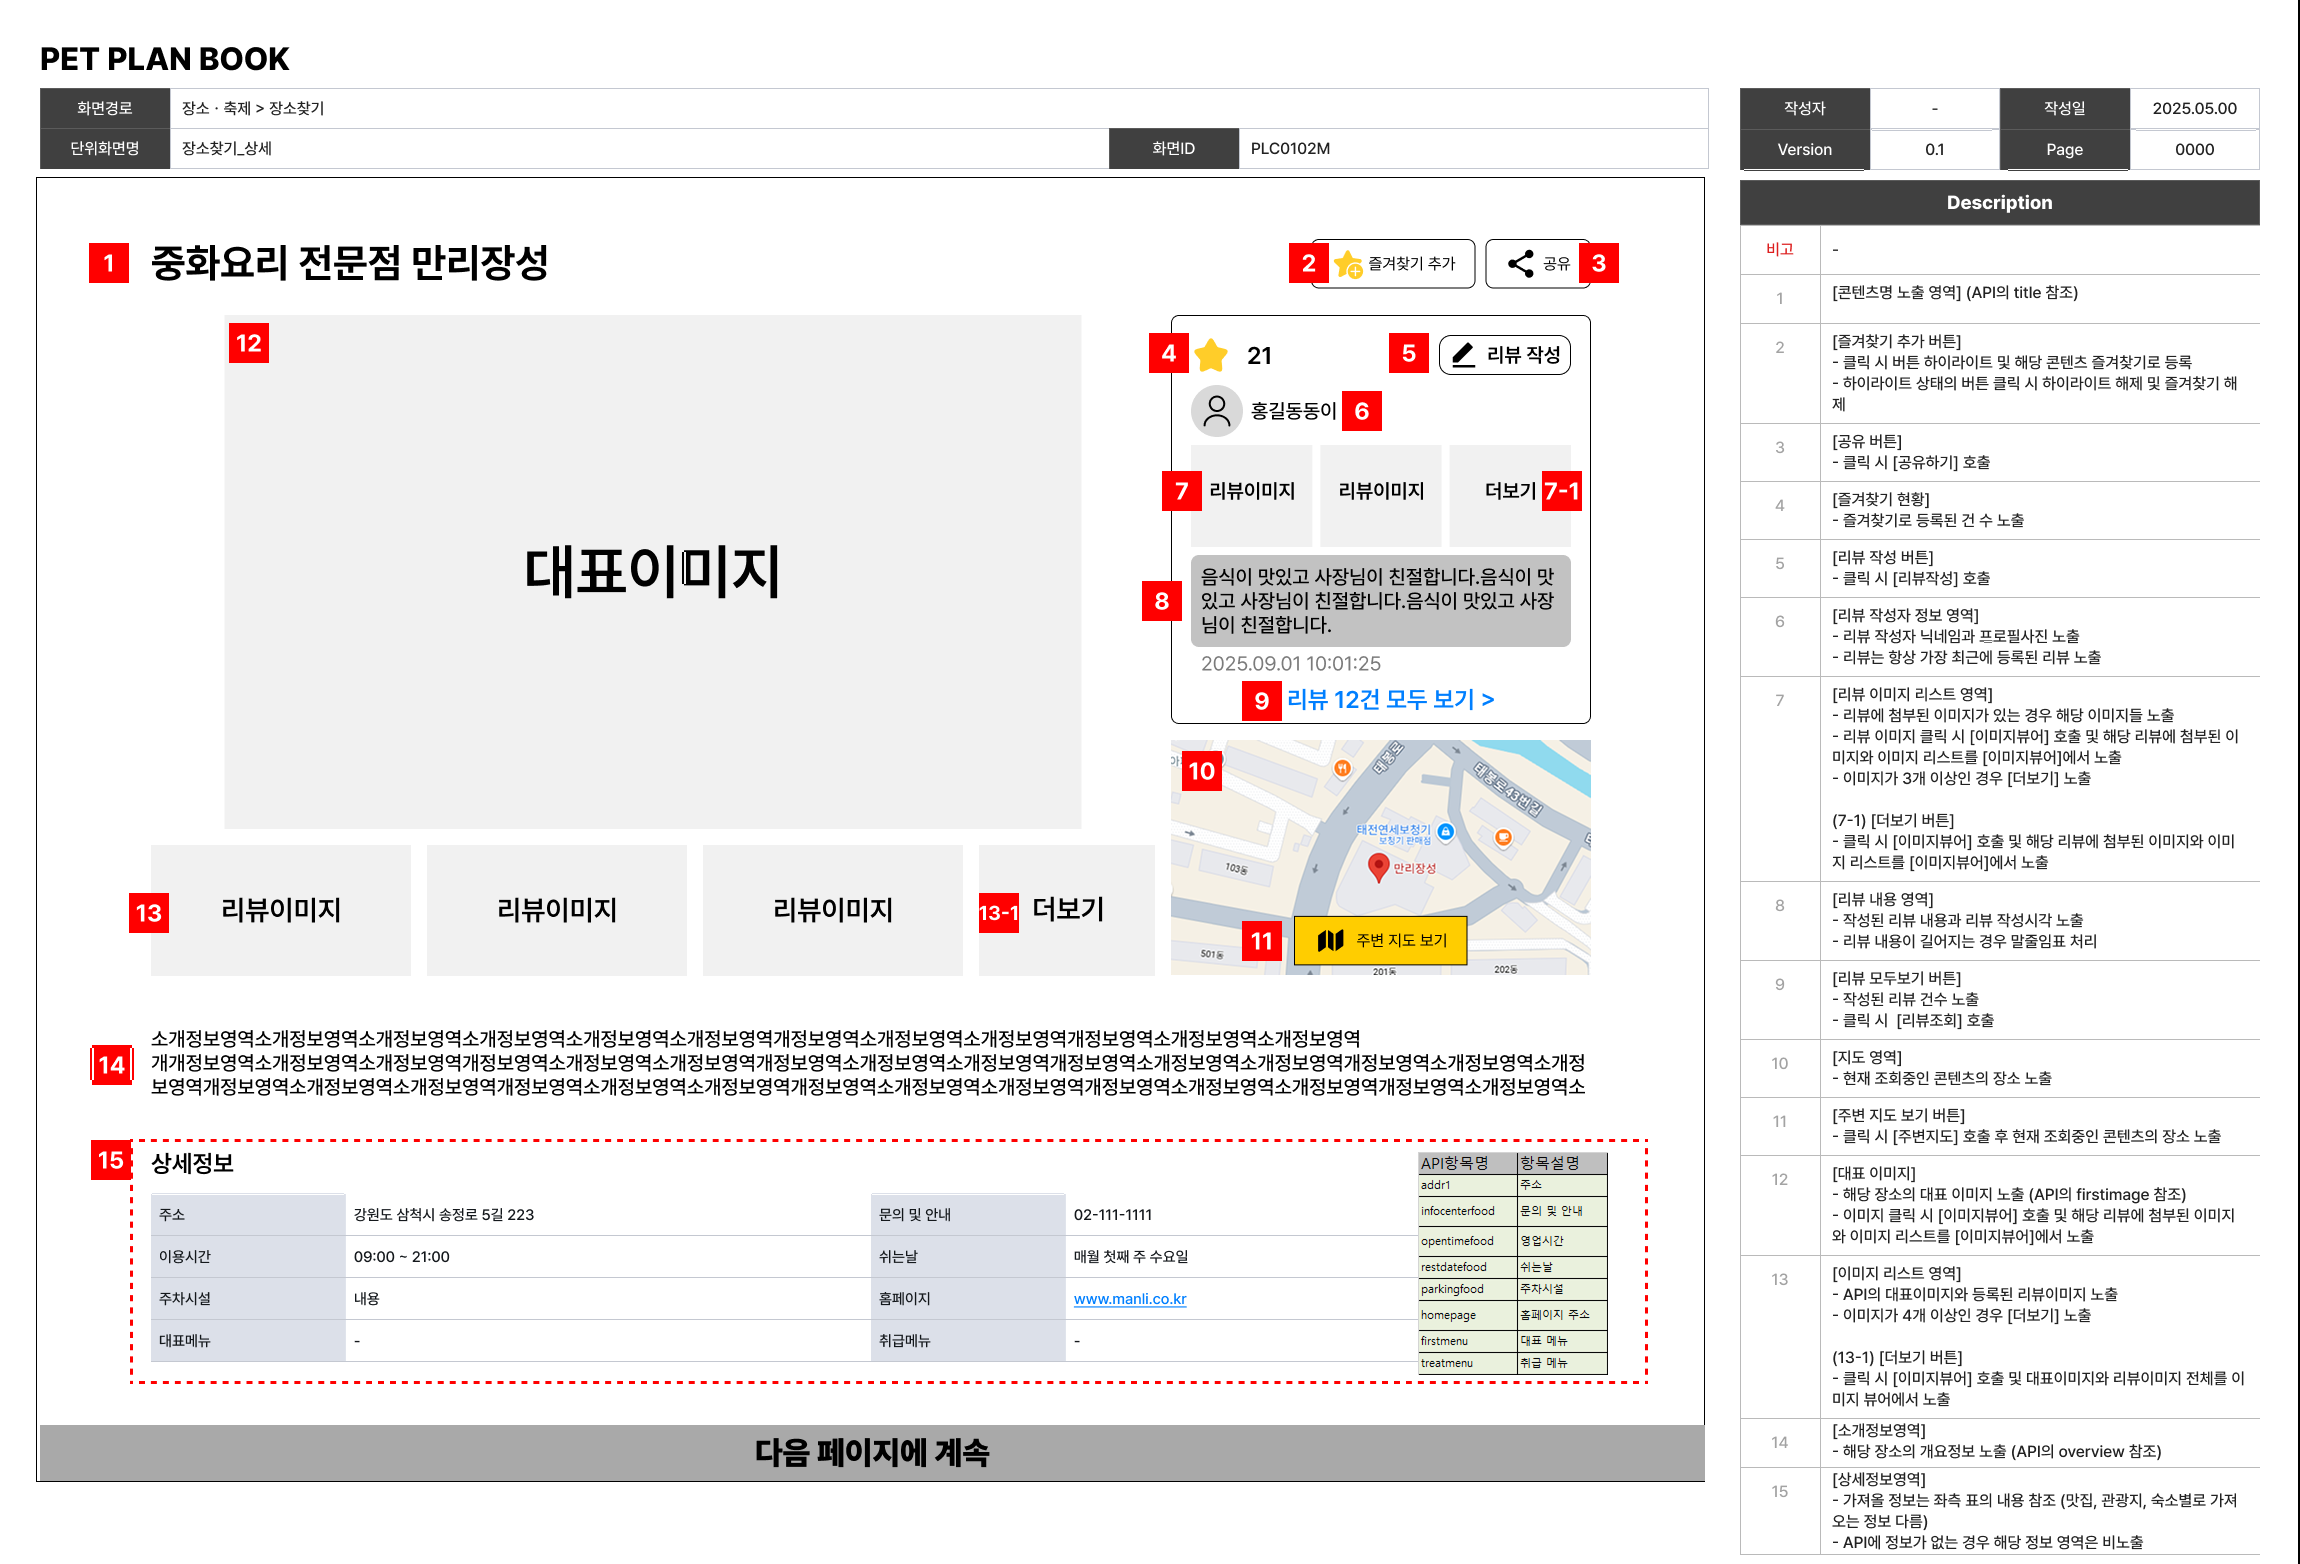 PET PLAN BOOK
화면경로 장소 · 축제 > 장소찾기
단위화면명 장소찾기_상세 화면ID PLC0102M
작성자 - 작성일 2025.05.00
Version 0.1 Page 0000
1 중화요리 전문점 만리장성
2 즐겨찾기 추가 공유 3
12
대표이미지
4 21 5 리뷰 작성
홍길동동이 6
7 리뷰이미지 리뷰이미지 더보기 7-1
8
음식이 맛있고 사장님이 친절합니다.음식이 맛
있고 사장님이 친절합니다.음식이 맛있고 사장
님이 친절합니다.
2025.09.01 10:01:25
9 리뷰 12건 모두 보기 >
10
태봉로
태봉로43번길
태전연세보청기
보청기 판매점
만리장성
103동
501동
201동
202동
11 주변 지도 보기
13 리뷰이미지 리뷰이미지 리뷰이미지 13-1 더보기
14
소개정보영역소개정보영역소개정보영역소개정보영역소개정보영역소개정보영역개정보영역소개정보영역소개정보영역개정보영역소개정보영역소개정보영역
개개정보영역소개정보영역소개정보영역개정보영역소개정보영역소개정보영역개정보영역소개정보영역소개정보영역개정보영역소개정보영역소개정보영역개정보영역소개정보영역소개정
보영역개정보영역소개정보영역소개정보영역개정보영역소개정보영역소개정보영역개정보영역소개정보영역소개정보영역개정보영역소개정보영역소개정보영역개정보영역소개정보영역소
15 상세정보
주소 강원도 삼척시 송정로 5길 223 문의 및 안내 02-111-1111
이용시간 09:00 ~ 21:00 쉬는날 매월 첫째 주 수요일
주차시설 내용 홈페이지 www.manli.co.kr
대표메뉴 - 취급메뉴 -
API항목명 항목설명
addr1 주소
infocenterfood 문의 및 안내
opentimefood 영업시간
restdatefood 쉬는날
parkingfood 주차시설
homepage 홈페이지 주소
firstmenu 대표 메뉴
treatmenu 취급 메뉴
다음 페이지에 계속
Description
비고 -
1 [콘텐츠명 노출 영역] (API의 title 참조)
2 [즐겨찾기 추가 버튼]
- 클릭 시 버튼 하이라이트 및 해당 콘텐츠 즐겨찾기로 등록
- 하이라이트 상태의 버튼 클릭 시 하이라이트 해제 및 즐겨찾기 해
제
3 [공유 버튼]
- 클릭 시 [공유하기] 호출
4 [즐겨찾기 현황]
- 즐겨찾기로 등록된 건 수 노출
5 [리뷰 작성 버튼]
- 클릭 시 [리뷰작성] 호출
6 [리뷰 작성자 정보 영역]
- 리뷰 작성자 닉네임과 프로필사진 노출
- 리뷰는 항상 가장 최근에 등록된 리뷰 노출
7 [리뷰 이미지 리스트 영역]
- 리뷰에 첨부된 이미지가 있는 경우 해당 이미지들 노출
- 리뷰 이미지 클릭 시 [이미지뷰어] 호출 및 해당 리뷰에 첨부된 이
미지와 이미지 리스트를 [이미지뷰어]에서 노출
- 이미지가 3개 이상인 경우 [더보기] 노출
(7-1) [더보기 버튼]
- 클릭 시 [이미지뷰어] 호출 및 해당 리뷰에 첨부된 이미지와 이미
지 리스트를 [이미지뷰어]에서 노출
8 [리뷰 내용 영역]
- 작성된 리뷰 내용과 리뷰 작성시각 노출
- 리뷰 내용이 길어지는 경우 말줄임표 처리
9 [리뷰 모두보기 버튼]
- 작성된 리뷰 건수 노출
- 클릭 시 [리뷰조회] 호출
10 [지도 영역]
- 현재 조회중인 콘텐츠의 장소 노출
11 [주변 지도 보기 버튼]
- 클릭 시 [주변지도] 호출 후 현재 조회중인 콘텐츠의 장소 노출
12 [대표 이미지]
- 해당 장소의 대표 이미지 노출 (API의 firstimage 참조)
- 이미지 클릭 시 [이미지뷰어] 호출 및 해당 리뷰에 첨부된 이미지
와 이미지 리스트를 [이미지뷰어]에서 노출
13 [이미지 리스트 영역]
- API의 대표이미지와 등록된 리뷰이미지 노출
- 이미지가 4개 이상인 경우 [더보기] 노출
(13-1) [더보기 버튼]
- 클릭 시 [이미지뷰어] 호출 및 대표이미지와 리뷰이미지 전체를 이
미지 뷰어에서 노출
14 [소개정보영역]
- 해당 장소의 개요정보 노출 (API의 overview 참조)
15 [상세정보영역]
- 가져올 정보는 좌측 표의 내용 참조 (맛집, 관광지, 숙소별로 가져
오는 정보 다름)
- API에 정보가 없는 경우 해당 정보 영역은 비노출